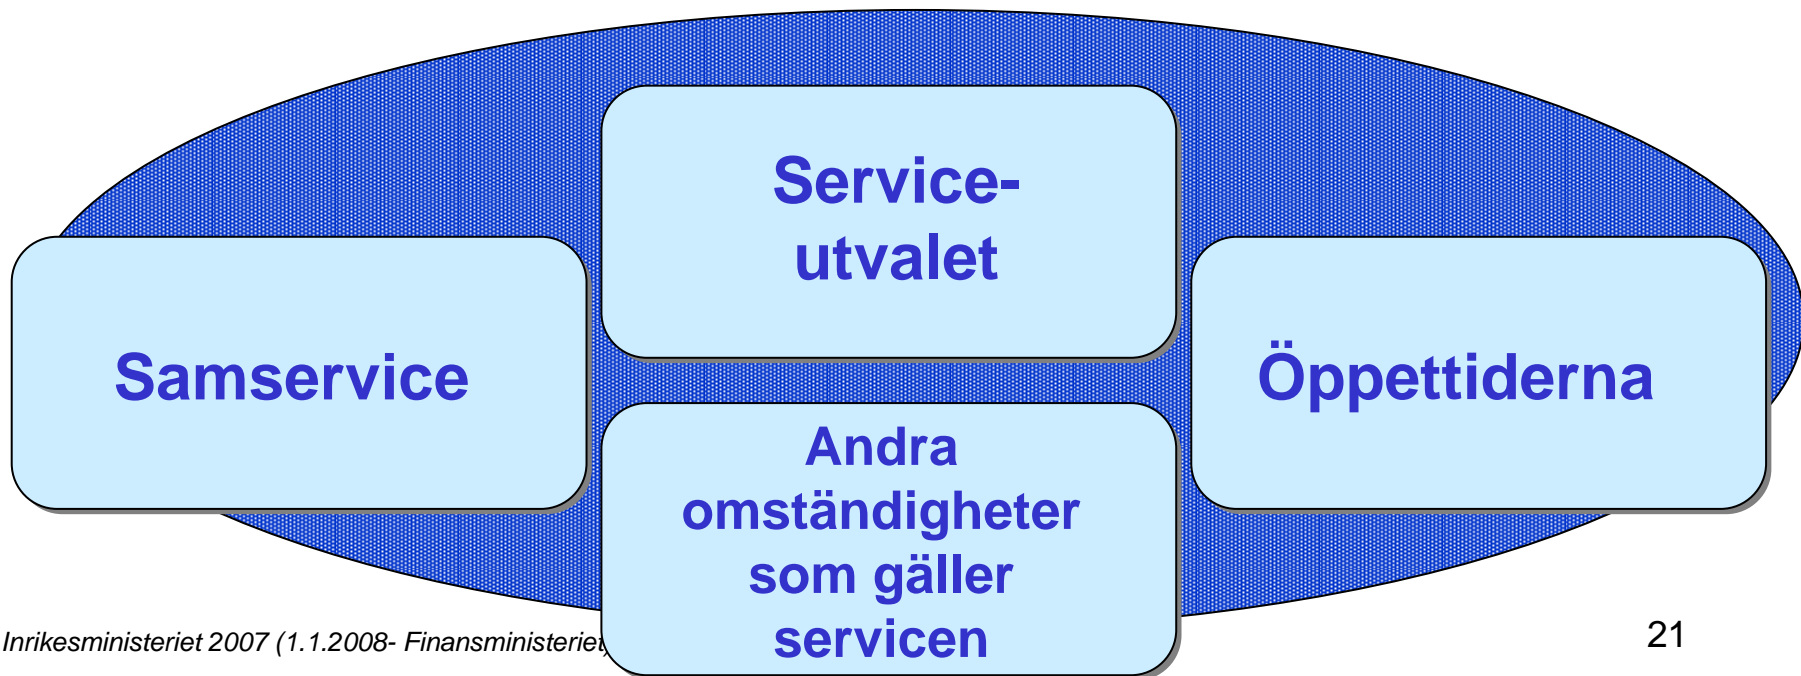 Service-
utvalet
Samservice
Öppettiderna
Andra
omständigheter
som gäller
servicen
Inrikesministeriet 2007 (1.1.2008- Finansministeriet)
21